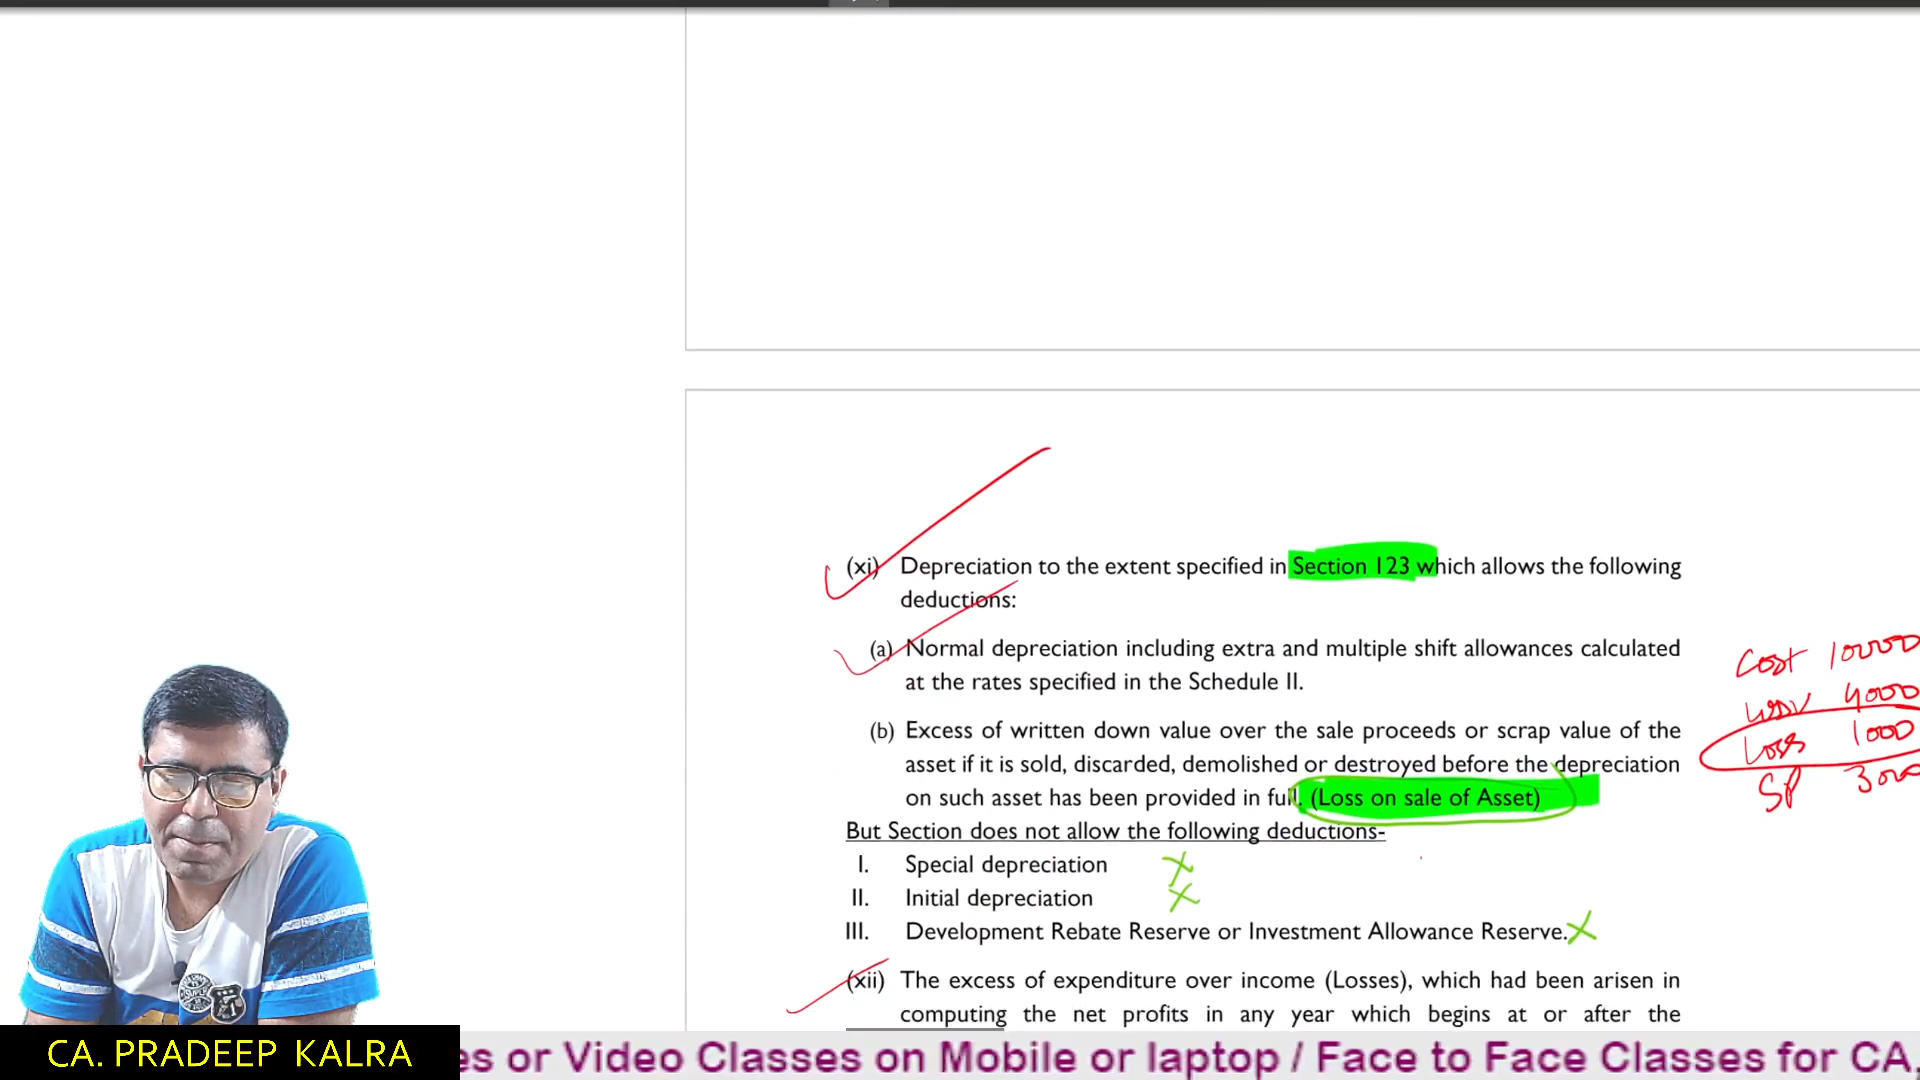 (xi) Depreciation to the extent specified in Section 123 which allows the following
deductions:
(a) Normal depreciation including extra and multiple shift allowances calculated
at the rates specified in the Schedule II.
(b) Excess of written down value over the sale proceeds or scrap value of the
asset if it is sold, discarded, demolished or destroyed before the depreciation
on such asset has been provided in full. (Loss on sale of Asset)
But Section does not allow the following deductions-
I. Special depreciation
II. Initial depreciation
III. Development Rebate Reserve or Investment Allowance Reserve.
(xii) The excess of expenditure over income (Losses), which had been arisen in
computing the net profits in any year which begins at or after the
Cost 10000
4000
Loss 1000
SP 3000
CA. PRADEEP KALRA
es or Video Classes on Mobile or laptop / Face to Face Classes for CA,